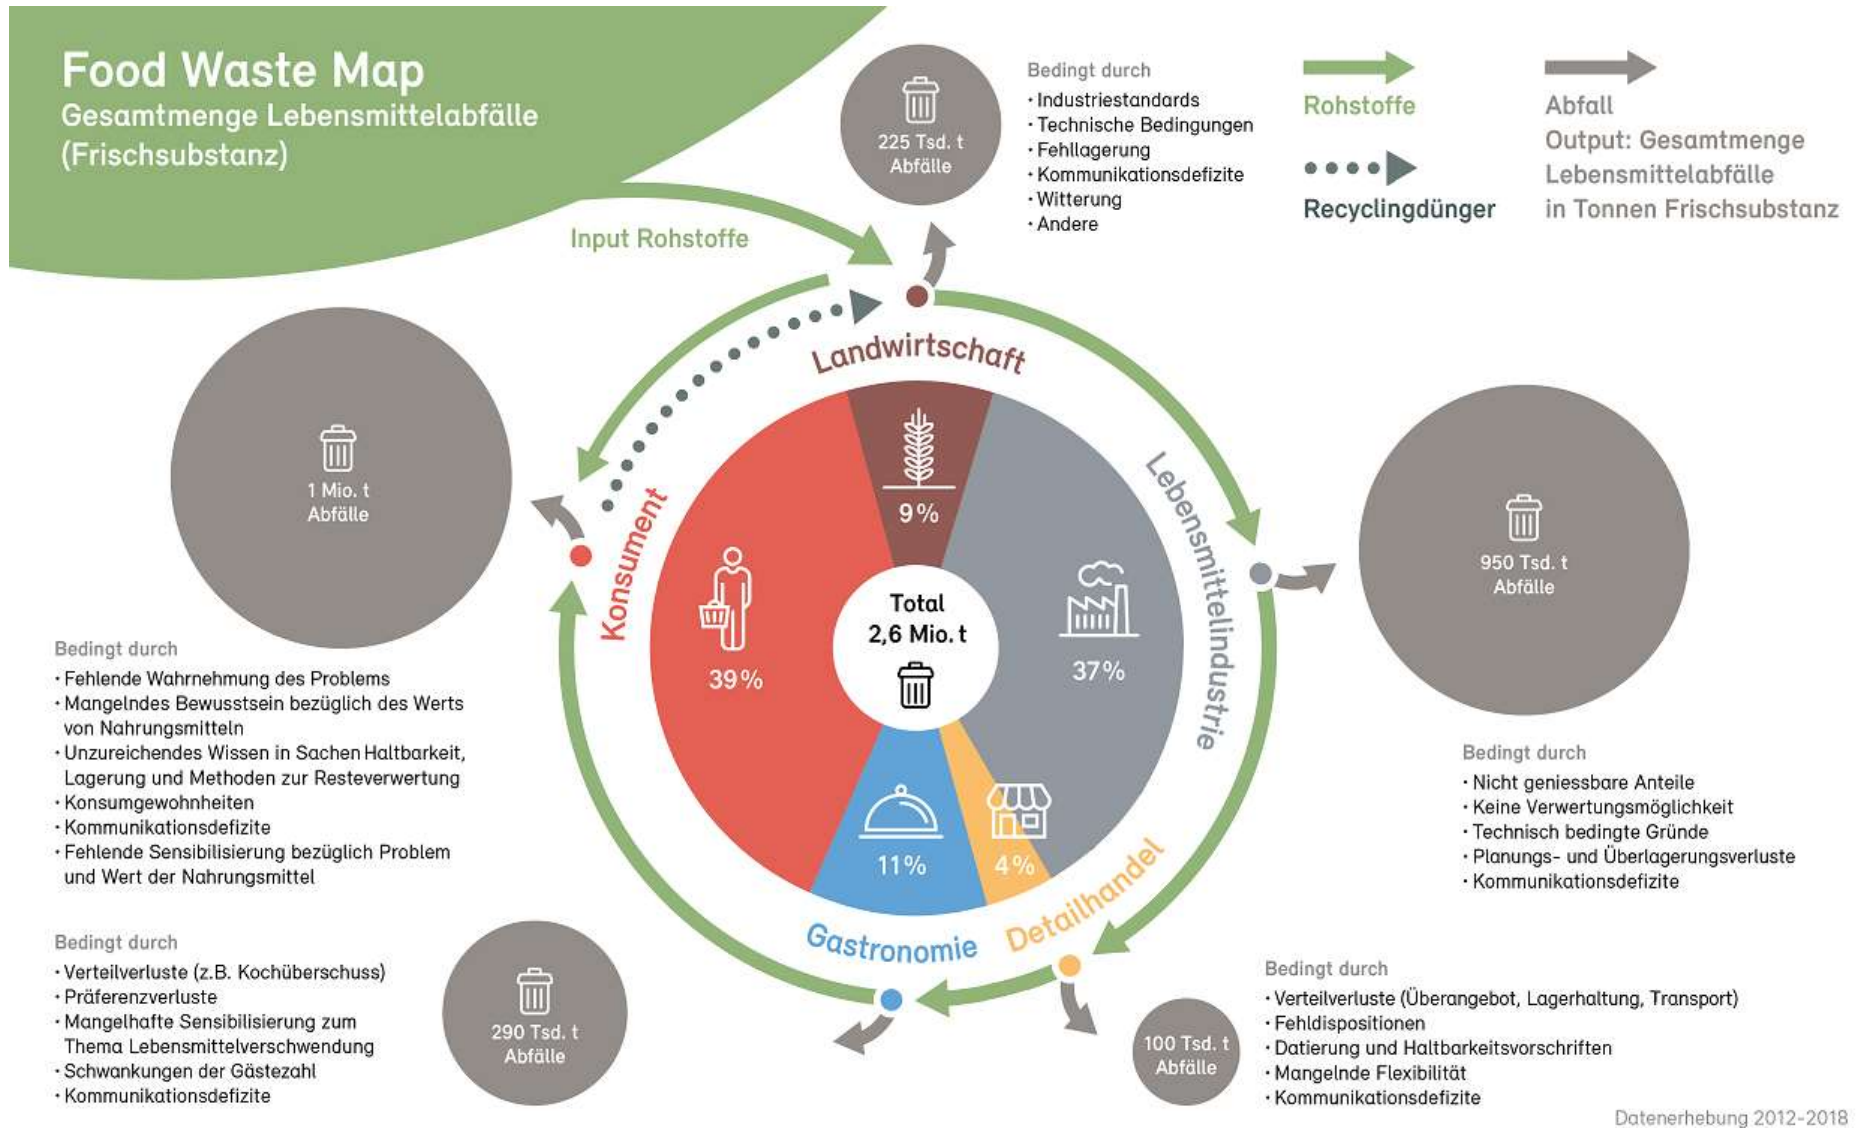 Food Waste Map
Gesamtmenge Lebensmittelabfälle
(Frischsubstanz)
Input Rohstoffe
225 Tsd. t
Abfälle
Bedingt durch
· Industriestandards
· Technische Bedingungen
· Fehllagerung
· Kommunikationsdefizite
· Witterung
· Andere
Rohstoffe
Recyclingdünger
Abfall
Output: Gesamtmenge
Lebensmittelabfälle
in Tonnen Frischsubstanz
Landwirtschaft
9%
Lebensmittelindustrie
37%
Detailhandel
4%
Gastronomie
11%
Konsument
39%
Total
2,6 Mio. t
950 Tsd. t
Abfälle
Bedingt durch
· Nicht geniessbare Anteile
· Keine Verwertungsmöglichkeit
· Technisch bedingte Gründe
· Planungs- und Überlagerungsverluste
· Kommunikationsdefizite
1 Mio. t
Abfälle
Bedingt durch
· Fehlende Wahrnehmung des Problems
· Mangelndes Bewusstsein bezüglich des Werts
von Nahrungsmitteln
· Unzureichendes Wissen in Sachen Haltbarkeit,
Lagerung und Methoden zur Resteverwertung
· Konsumgewohnheiten
· Kommunikationsdefizite
· Fehlende Sensibilisierung bezüglich Problem
und Wert der Nahrungsmittel
Bedingt durch
· Verteilverluste (z.B. Kochüberschuss)
· Präferenzverluste
· Mangelhafte Sensibilisierung zum
Thema Lebensmittelverschwendung
· Schwankungen der Gästezahl
· Kommunikationsdefizite
290 Tsd. t
Abfälle
100 Tsd. t
Abfälle
Bedingt durch
· Verteilverluste (Überangebot, Lagerhaltung, Transport)
· Fehldispositionen
· Datierung und Haltbarkeitsvorschriften
· Mangelnde Flexibilität
· Kommunikationsdefizite
Datenerhebung 2012-2018